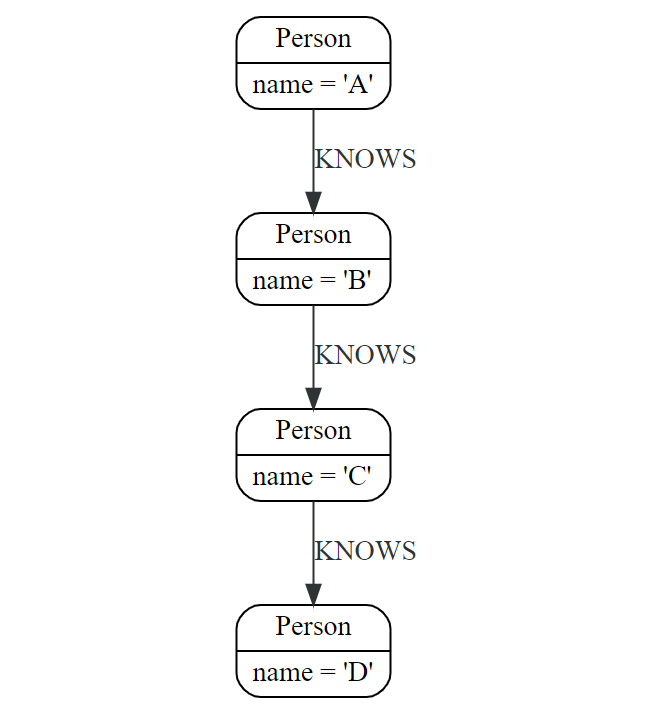 Person
name = 'A'
KNOWS
Person
name = 'B'
KNOWS
Person
name = 'C'
KNOWS
Person
name = 'D'